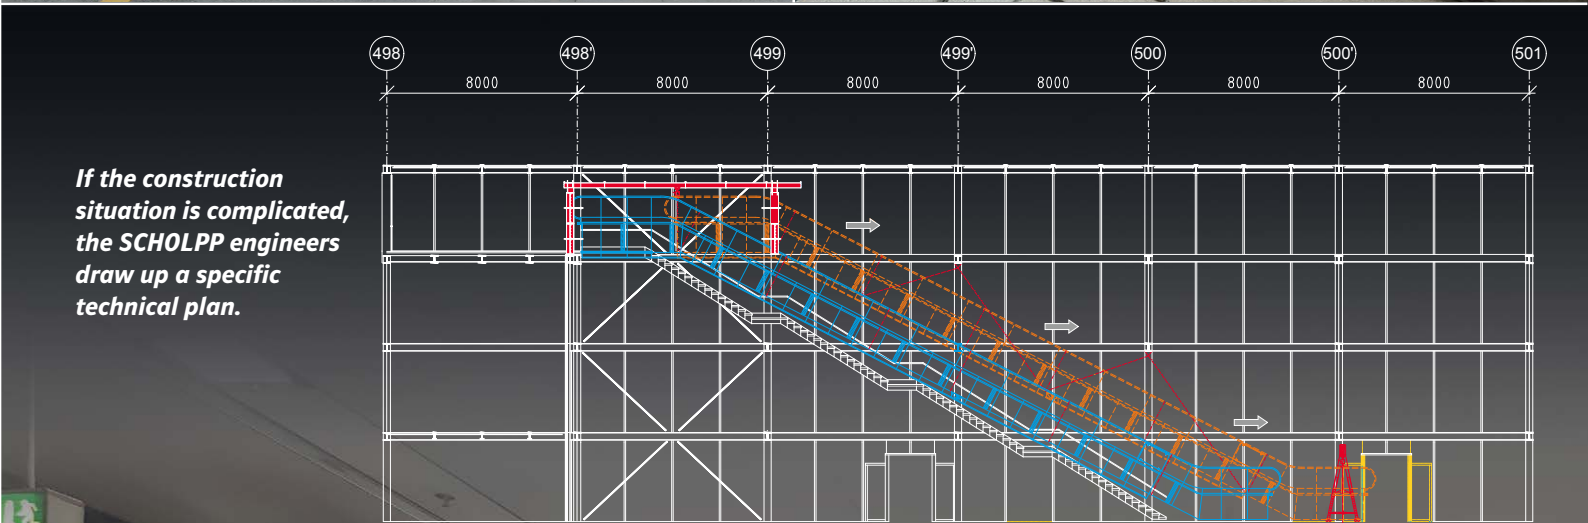 498 498' 499 499' 500 500' 501
8000 8000 8000 8000 8000 8000
If the construction
situation is complicated,
the SCHOLPP engineers
draw up a specific
technical plan.